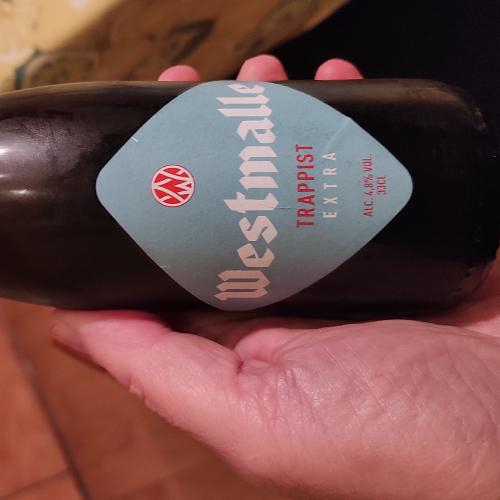 Westmalle
TRAPPIST
EXTRA
ALC. 4,8% VOL.
33CL